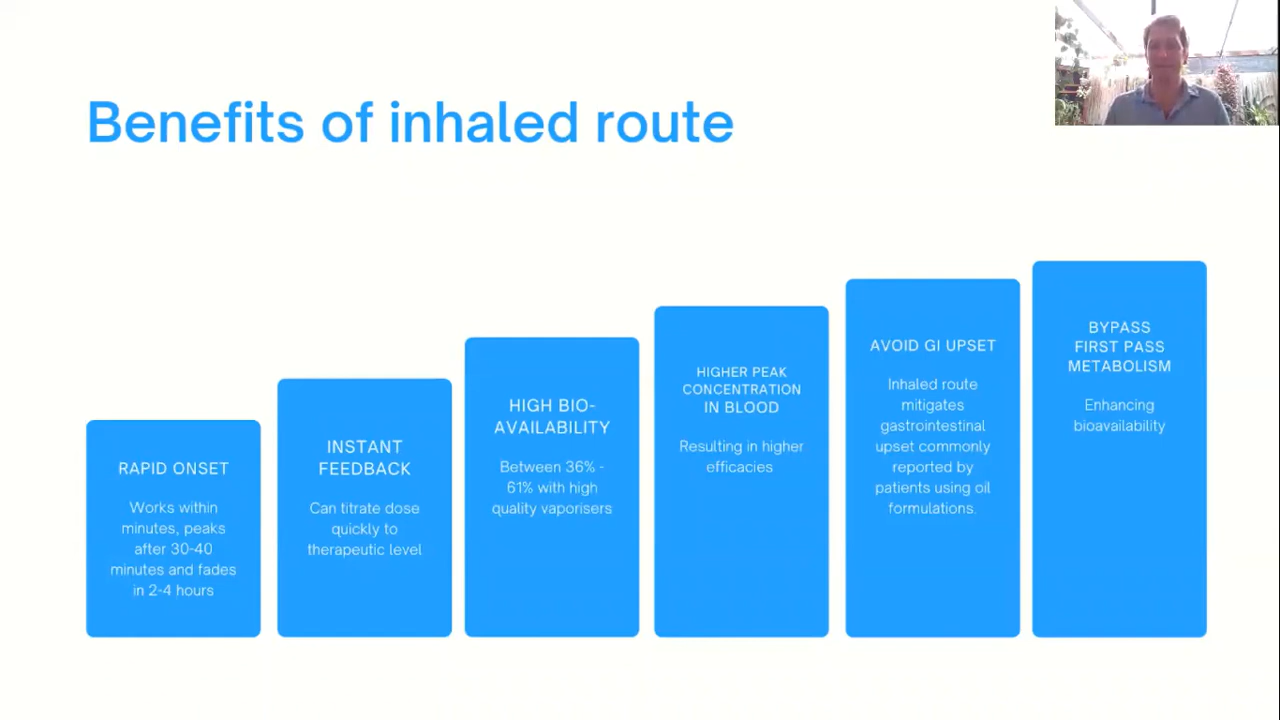 Benefits of inhaled route
RAPID ONSET
Works within
minutes, peaks
after 30-40
minutes and fades
in 2-4 hours
INSTANT
FEEDBACK
Can titrate dose
quickly to
therapeutic level
HIGH BIO-
AVAILABILITY
Between 36% -
61% with high
quality vaporisers
HIGHER PEAK
CONCENTRATION
IN BLOOD
Resulting in higher
efficacies
AVOID GI UPSET
Inhaled route
mitigates
gastrointestinal
upset commonly
reported by
patients using oil
formulations.
BYPASS
FIRST PASS
METABOLISM
Enhancing
bioavailability